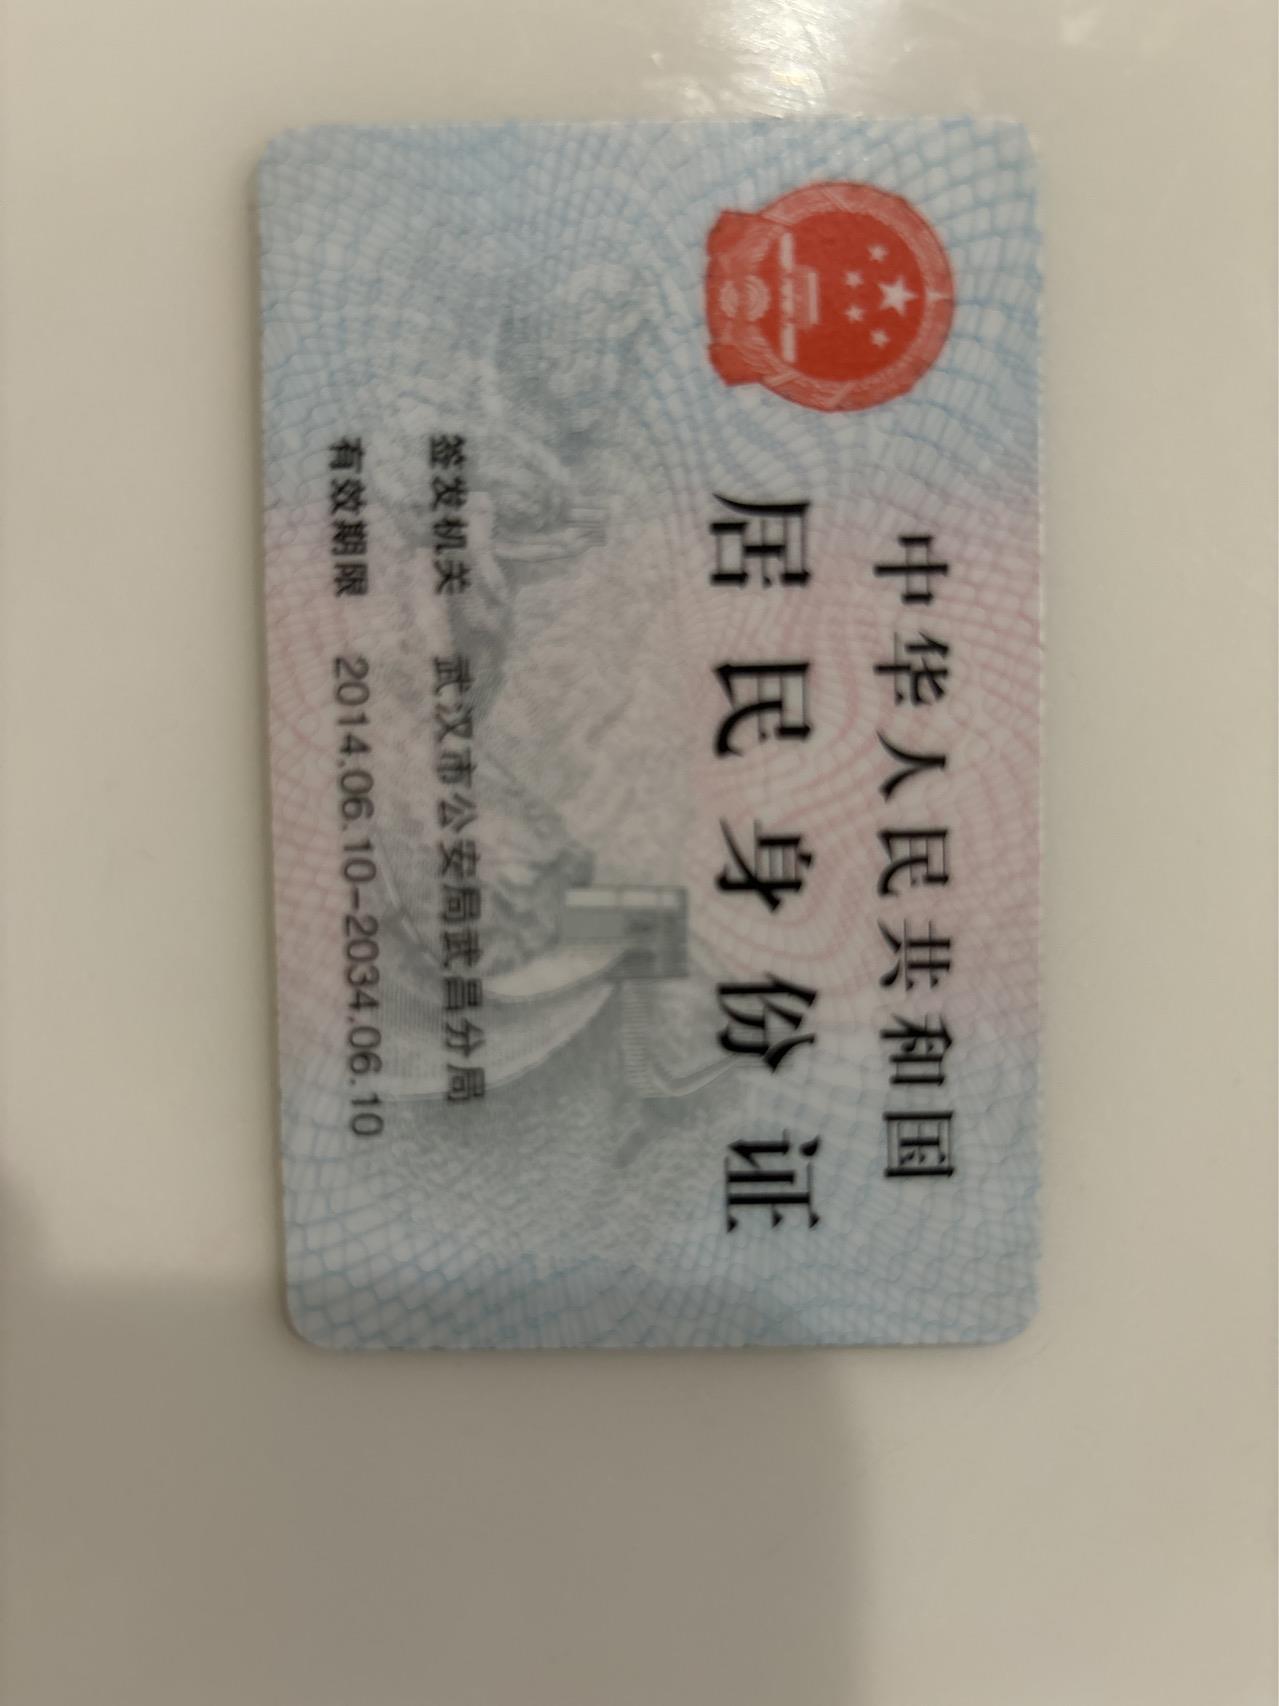 中华人民共和国
居民身份证
签发机关 武汉市公安局武昌分局
有效期限 2014.06.10-2034.06.10